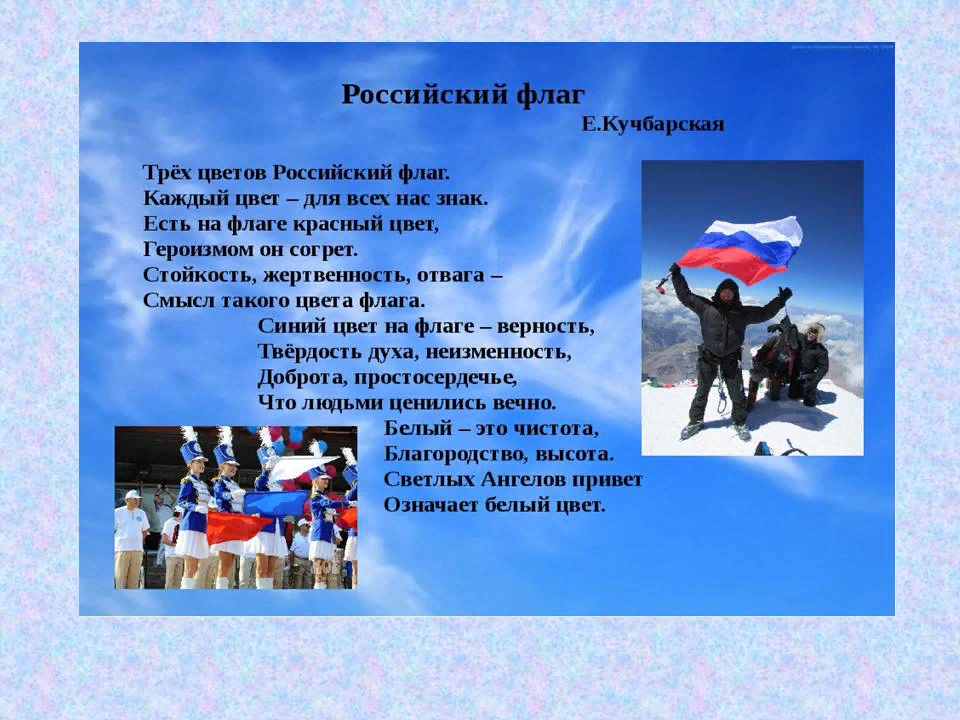 Российский флаг
Е.Кучбарская
Трёх цветов Российский флаг.
Каждый цвет – для всех нас знак.
Есть на флаге красный цвет,
Героизмом он согрет.
Стойкость, жертвенность, отвага –
Смысл такого цвета флага.
Синий цвет на флаге – верность,
Твёрдость духа, неизменность,
Доброта, простосердечье,
Что людьми ценились вечно.
Белый – это чистота,
Благородство, высота.
Светлых Ангелов привет
Означает белый цвет.